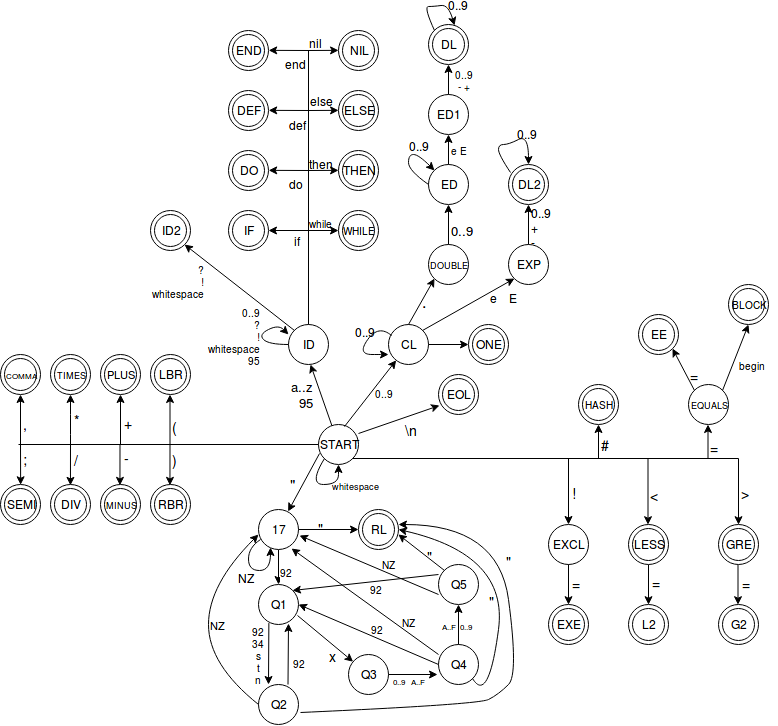 0..9
END
nil
NIL
DL
end
0..9
- +
DEF
else
ELSE
ED1
def
0..9
e E
0..9
DO
then
THEN
ED
DL2
do
0..9
ID2
IF
while
WHILE
0..9
+
-
if
?
!
whitespace
DOUBLE
EXP
e E
.
BLOCK
0..9
?
!
whitespace
95
ID
0..9
CL
ONE
EE
COMMA
TIMES
PLUS
LBR
a..z
95
0..9
EOL
=
begin
HASH
EQUALS
,
*
+
(
START
\n
#
=
;
/
-
)
"
whitespace
SEMI
DIV
MINUS
RBR
!
<
>
17
"
RL
EXCL
LESS
GRE
NZ
92
NZ
"
"
Q5
92
"
=
=
=
Q1
NZ
92
A..F 0..9
NZ
92
34
s
t
n
92
x
Q3
0..9 A..F
Q4
EXE
L2
G2
Q2